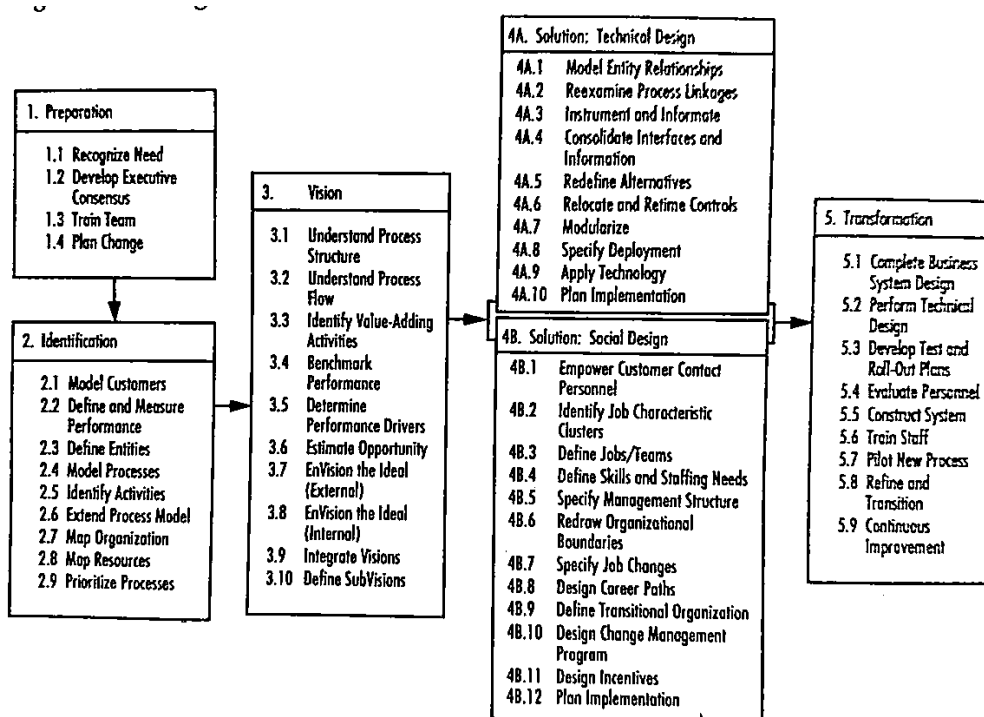 1. Preparation
1.1 Recognize Need
1.2 Develop Executive
Consensus
1.3 Train Team
1.4 Plan Change
2. Identification
2.1 Model Customers
2.2 Define and Measure
Performance
2.3 Define Entities
2.4 Model Processes
2.5 Identify Activities
2.6 Extend Process Model
2.7 Map Organization
2.8 Map Resources
2.9 Prioritize Processes
3. Vision
3.1 Understand Process
Structure
3.2 Understand Process
Flow
3.3 Identify Value-Adding
Activities
3.4 Benchmark
Performance
3.5 Determine
Performance Drivers
3.6 Estimate Opportunity
3.7 EnVision the Ideal
(External)
3.8 EnVision the Ideal
(Internal)
3.9 Integrate Visions
3.10 Define SubVisions
4A. Solution: Technical Design
4A.1 Model Entity Relationships
4A.2 Reexamine Process Linkages
4A.3 Instrument and Informate
4A.4 Consolidate Interfaces and
Information
4A.5 Redefine Alternatives
4A.6 Relocate and Retime Controls
4A.7 Modularize
4A.8 Specify Deployment
4A.9 Apply Technology
4A.10 Plan Implementation
4B. Solution: Social Design
4B.1 Empower Customer Contact
Personnel
4B.2 Identify Job Characteristic
Clusters
4B.3 Define Jobs/Teams
4B.4 Define Skills and Staffing Needs
4B.5 Specify Management Structure
4B.6 Redraw Organizational
Boundaries
4B.7 Specify Job Changes
4B.8 Design Career Paths
4B.9 Define Transitional Organization
4B.10 Design Change Management
Program
4B.11 Design Incentives
4B.12 Plan Implementation
5. Transformation
5.1 Complete Business
System Design
5.2 Perform Technical
Design
5.3 Develop Test and
Roll-Out Plans
5.4 Evaluate Personnel
5.5 Construct System
5.6 Train Staff
5.7 Pilot New Process
5.8 Refine and
Transition
5.9 Continuous
Improvement